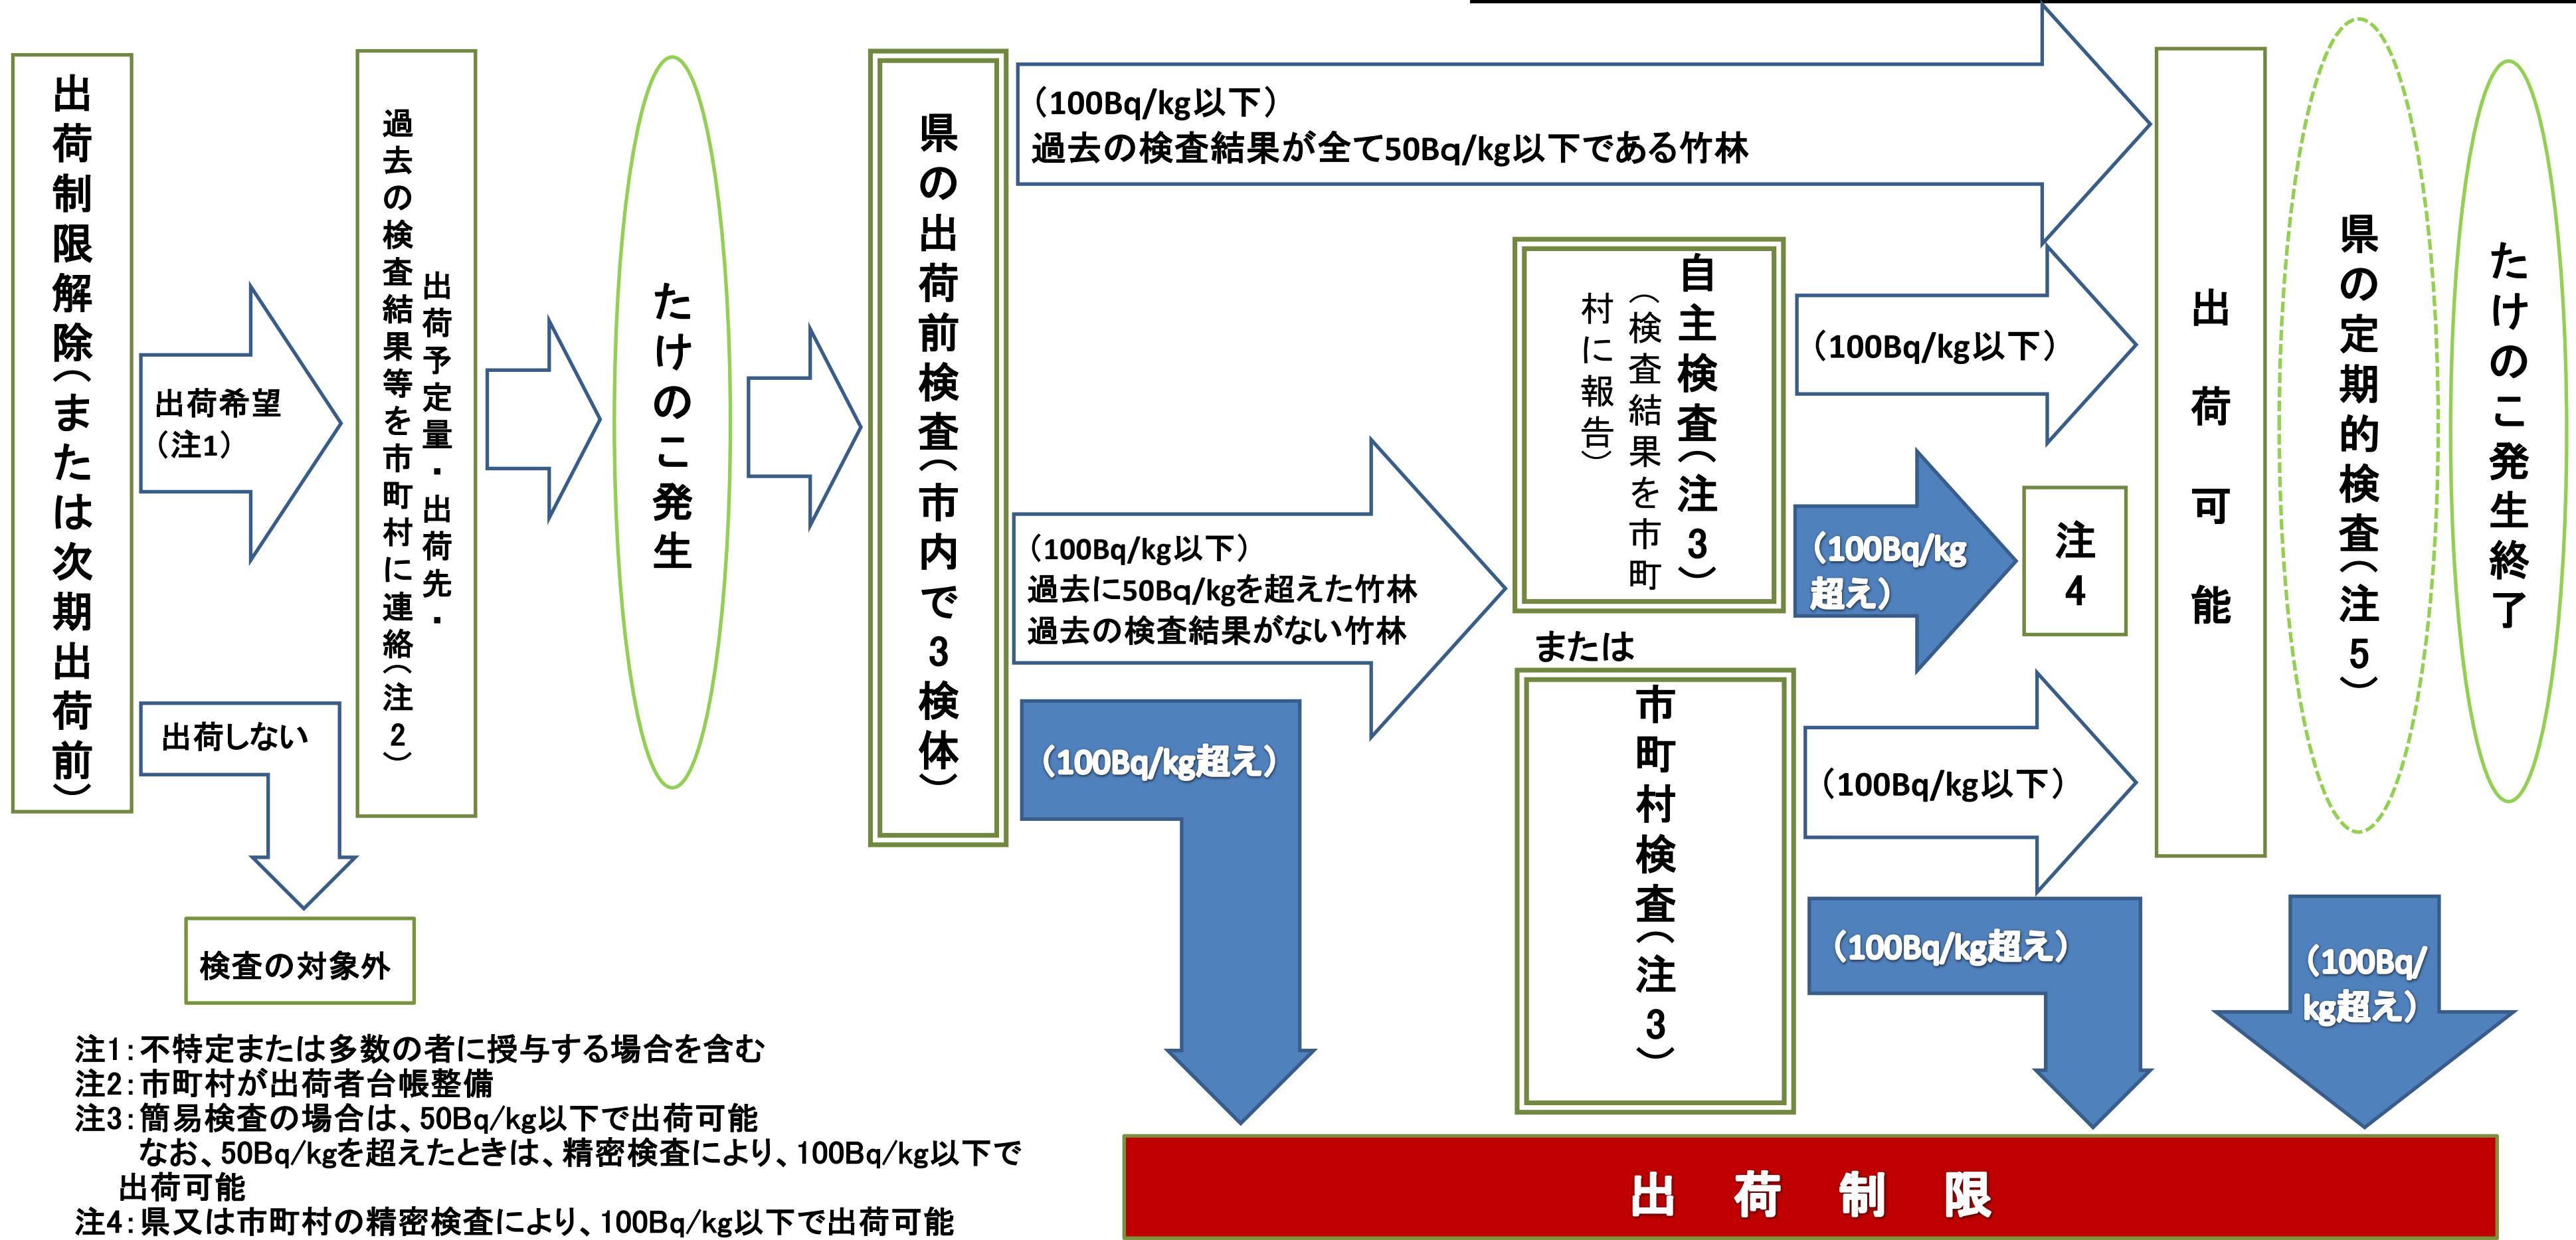 出荷制限解除（または次期出荷前）
出荷希望
（注1）
出荷しない
検査の対象外
出荷予定量・出荷先・
過去の検査結果等を市町村に連絡（注２）
たけのこ発生
県の出荷前検査（市内で３検体）
（100Bq/kg以下）
過去の検査結果が全て50Bq/kg以下である竹林
（100Bq/kg以下）
過去に50Bq/kgを超えた竹林
過去の検査結果がない竹林
（100Bq/kg超え）
自主検査（注３）
（検査結果を市町
村に報告）
または
市町村検査（注３）
（100Bq/kg以下）
（100Bq/kg
超え）
注４
（100Bq/kg以下）
（100Bq/kg超え）
出荷可能
県の定期的検査（注５）
たけのこ発生終了
（100Bq/
kg超え）
出荷制限
注1：不特定または多数の者に授与する場合を含む
注2：市町村が出荷者台帳整備
注3：簡易検査の場合は、50Bq/kg以下で出荷可能
なお、50Bq/kgを超えたときは、精密検査により、100Bq/kg以下で
出荷可能
注4：県又は市町村の精密検査により、100Bq/kg以下で出荷可能